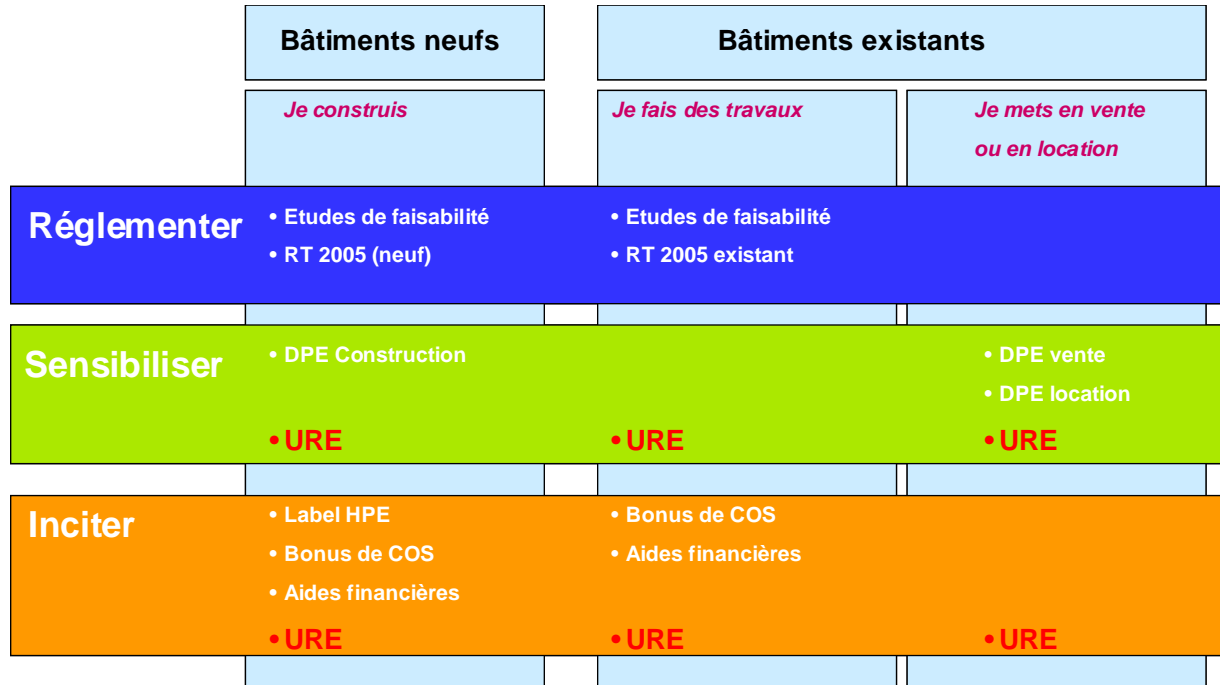 Bâtiments neufs
Bâtiments existants
Je construis
Je fais des travaux
Je mets en vente
ou en location
Réglementer
• Etudes de faisabilité
• RT 2005 (neuf)
• Etudes de faisabilité
• RT 2005 existant
Sensibiliser
• DPE Construction
• URE
• URE
• DPE vente
• DPE location
• URE
Inciter
• Label HPE
• Bonus de COS
• Aides financières
• URE
• Bonus de COS
• Aides financières
• URE
• URE